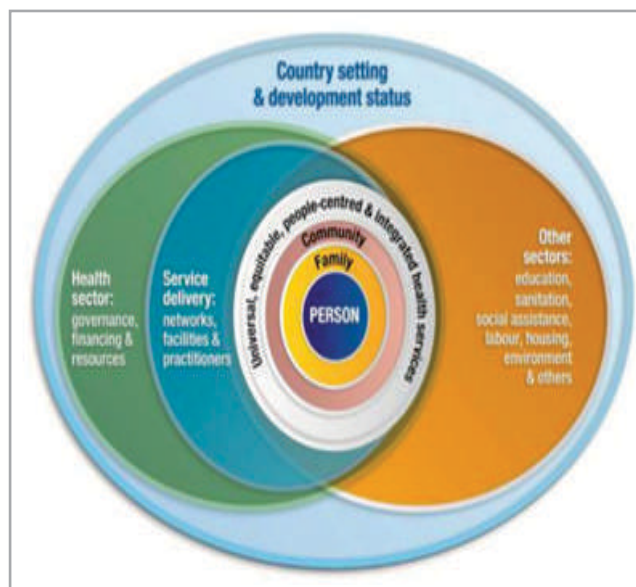 Country setting
& development status
Health
sector:
governance,
financing &
resources
Service
delivery:
networks,
facilities &
practitioners
Universal, equitable, people-centred & integrated health services
Community
Family
PERSON
Other
sectors:
education,
sanitation,
social assistance,
labour, housing,
environment
& others